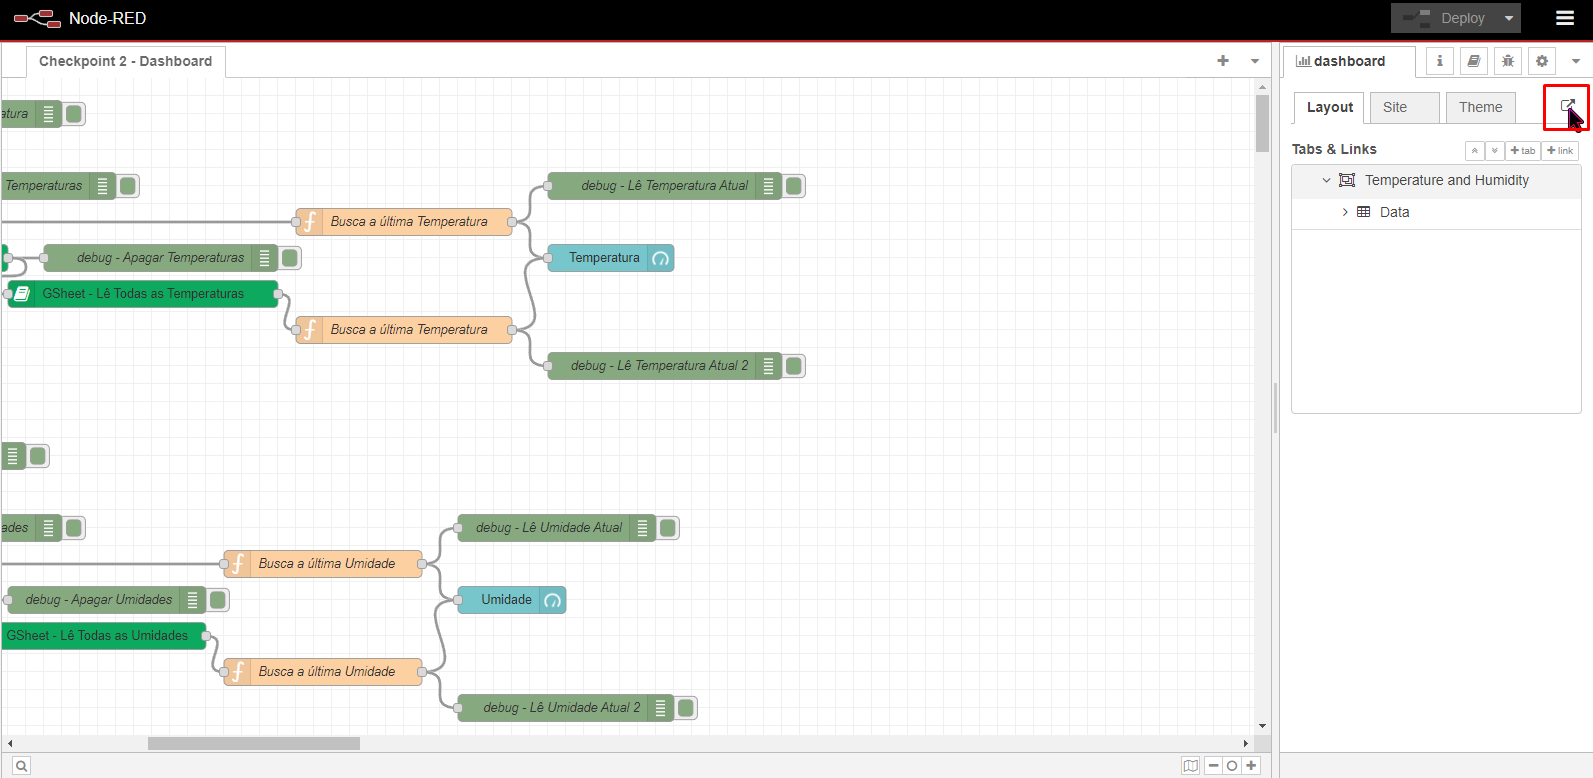 Node-RED
Deploy
Checkpoint 2 - Dashboard
dashboard
Layout
Site
Theme
Tabs & Links
+ tab
+ link
Temperature and Humidity
Data
atura
Temperaturas
debug - Lê Temperatura Atual
Busca a última Temperatura
debug - Apagar Temperaturas
Temperatura
GSheet - Lê Todas as Temperaturas
Busca a última Temperatura
debug - Lê Temperatura Atual 2
ades
debug - Lê Umidade Atual
Busca a última Umidade
debug - Apagar Umidades
Umidade
GSheet - Lê Todas as Umidades
Busca a última Umidade
debug - Lê Umidade Atual 2